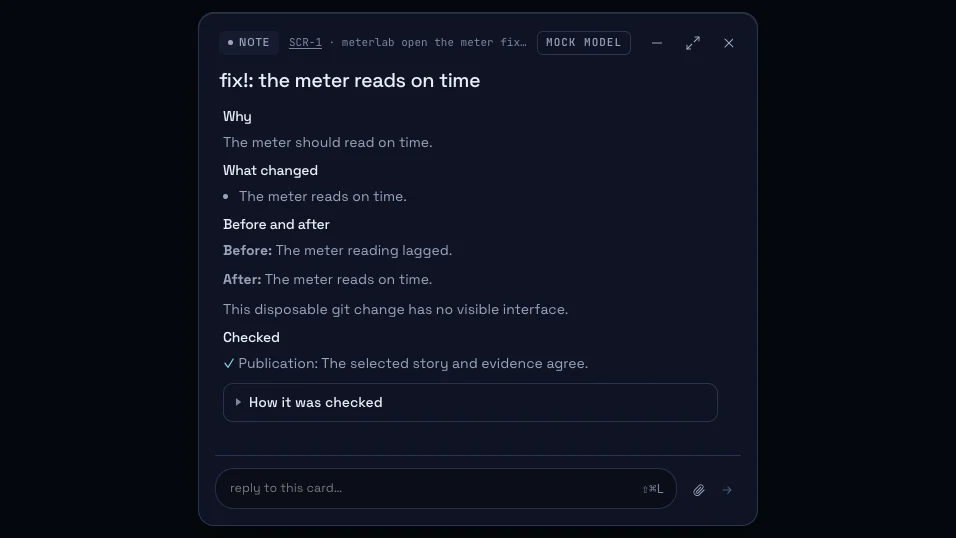 NOTE SCR-1 · meterlab open the meter fix… MOCK MODEL
fix!: the meter reads on time
Why
The meter should read on time.
What changed
• The meter reads on time.
Before and after
Before: The meter reading lagged.
After: The meter reads on time.
This disposable git change has no visible interface.
Checked
✓ Publication: The selected story and evidence agree.
How it was checked
reply to this card… ⇧⌘L